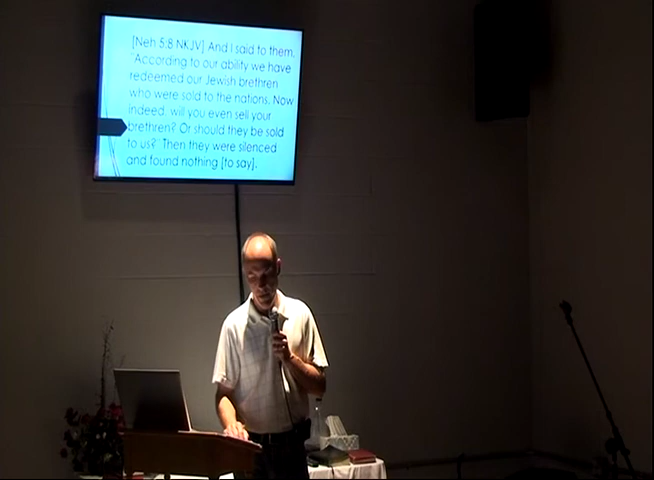 [Neh 5:8 NKJV] And I said to them,
"According to our ability we have
redeemed our Jewish brethren
who were sold to the nations. Now
indeed, will you even sell your
brethren? Or should they be sold
to us?" Then they were silenced
and found nothing [to say].